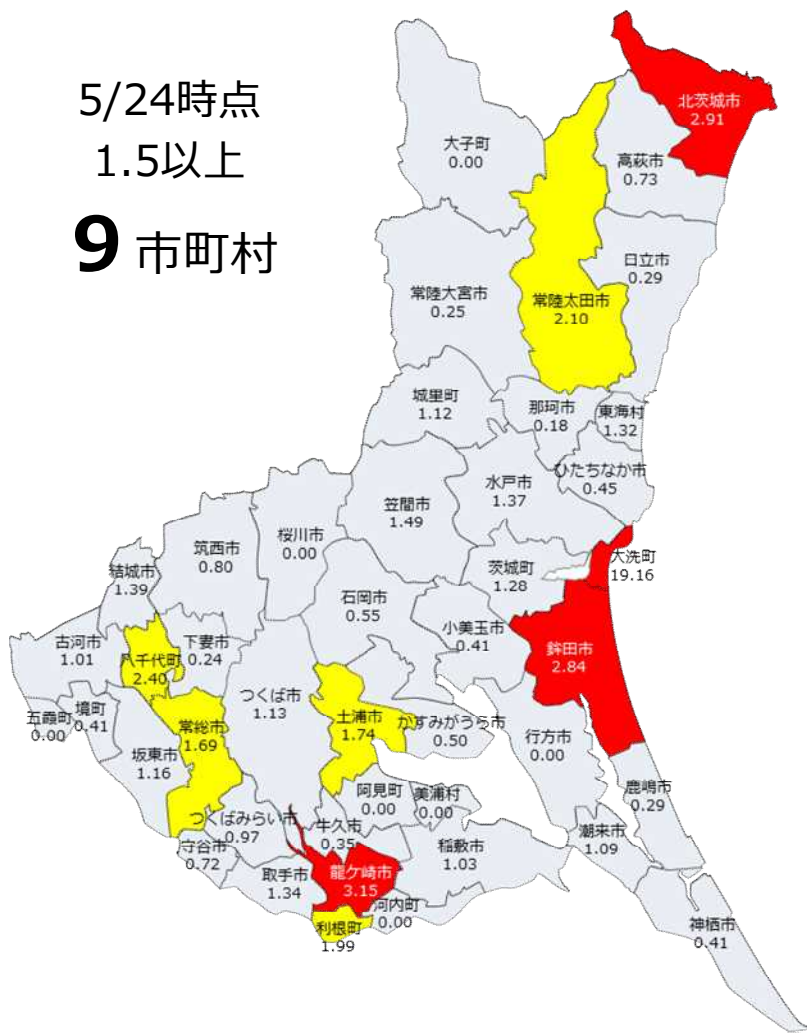 5/24時点
1.5以上
9 市町村
北茨城市
2.91
大子町
0.00
高萩市
0.73
日立市
0.29
常陸大宮市
0.25
常陸太田市
2.10
城里町
1.12
那珂市
0.18
東海村
1.32
ひたちなか市
0.45
水戸市
1.37
笠間市
1.49
桜川市
0.00
筑西市
0.80
結城市
1.39
大洗町
19.16
茨城町
1.28
石岡市
0.55
小美玉市
0.41
鉾田市
2.84
古河市
1.01
八千代町
2.40
下妻市
0.24
つくば市
1.13
土浦市
1.74
かすみがうら市
0.50
五霞町
0.00
境町
0.41
坂東市
1.16
常総市
1.69
行方市
0.00
鹿嶋市
0.29
阿見町
0.00
美浦村
0.00
つくばみらい市
0.97
牛久市
0.35
稲敷市
1.03
潮来市
1.09
守谷市
0.72
取手市
1.34
龍ケ崎市
3.15
河内町
0.00
利根町
1.99
神栖市
0.41